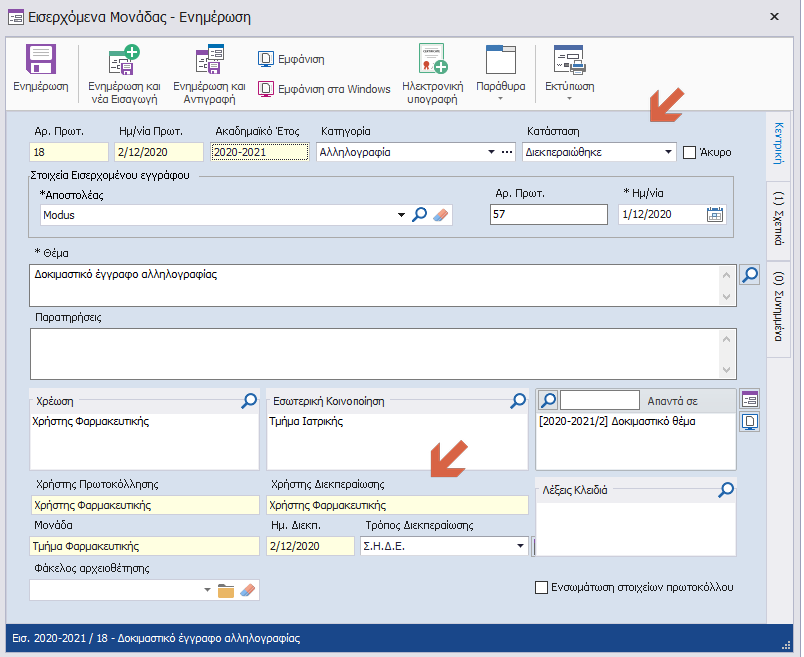 Εισερχόμενα Μονάδας - Ενημέρωση
Ενημέρωση
Ενημέρωση και
νέα Εισαγωγή
Ενημέρωση και
Αντιγραφή
Εμφάνιση
Εμφάνιση στα Windows
Ηλεκτρονική
υπογραφή
Παράθυρα
Εκτύπωση
Αρ. Πρωτ.
Ημ/νία Πρωτ.
Ακαδημαϊκό Έτος
Κατηγορία
Κατάσταση
18
2/12/2020
2020-2021
Αλληλογραφία
Διεκπεραιώθηκε
Άκυρο
Στοιχεία Εισερχομένου εγγράφου
*Αποστολέας
Αρ. Πρωτ.
* Ημ/νία
Modus
57
1/12/2020
* Θέμα
Δοκιμαστικό έγγραφο αλληλογραφίας
Παρατηρήσεις
Χρέωση
Εσωτερική Κοινοποίηση
Απαντά σε
Χρήστης Φαρμακευτικής
Τμήμα Ιατρικής
[2020-2021/2] Δοκιμαστικό θέμα
Χρήστης Πρωτοκόλλησης
Χρήστης Διεκπεραίωσης
Λέξεις Κλειδιά
Χρήστης Φαρμακευτικής
Χρήστης Φαρμακευτικής
Μονάδα
Ημ. Διεκπ.
Τρόπος Διεκπεραίωσης
Τμήμα Φαρμακευτικής
2/12/2020
Σ.Η.Δ.Ε.
Φάκελος αρχειοθέτησης
Ενσωμάτωση στοιχείων πρωτοκόλλου
Κεντρική
(1) Σχετικά
(0) Συνημμένα
Εισ. 2020-2021 / 18 - Δοκιμαστικό έγγραφο αλληλογραφίας